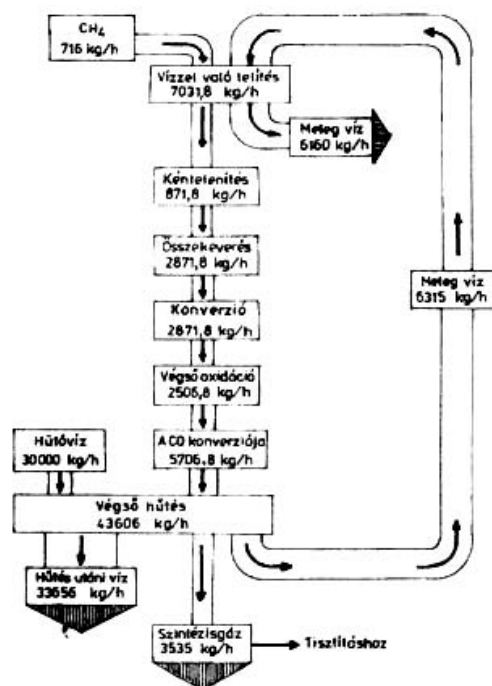 CH4
716 kg/h
Vízzel való telítés
7031,8 kg/h
Meleg víz
6160 kg/h
Kéntelenítés
871,8 kg/h
Összekeverés
2871,8 kg/h
Meleg víz
6315 kg/h
Konverzió
2871,8 kg/h
Végső oxidáció
2506,8 kg/h
Hűtővíz
30000 kg/h
A CO konverziója
5706,8 kg/h
Végső hűtés
43606 kg/h
Hűtés utáni víz
33656 kg/h
Szintézisgáz
3535 kg/h
Tisztításhoz